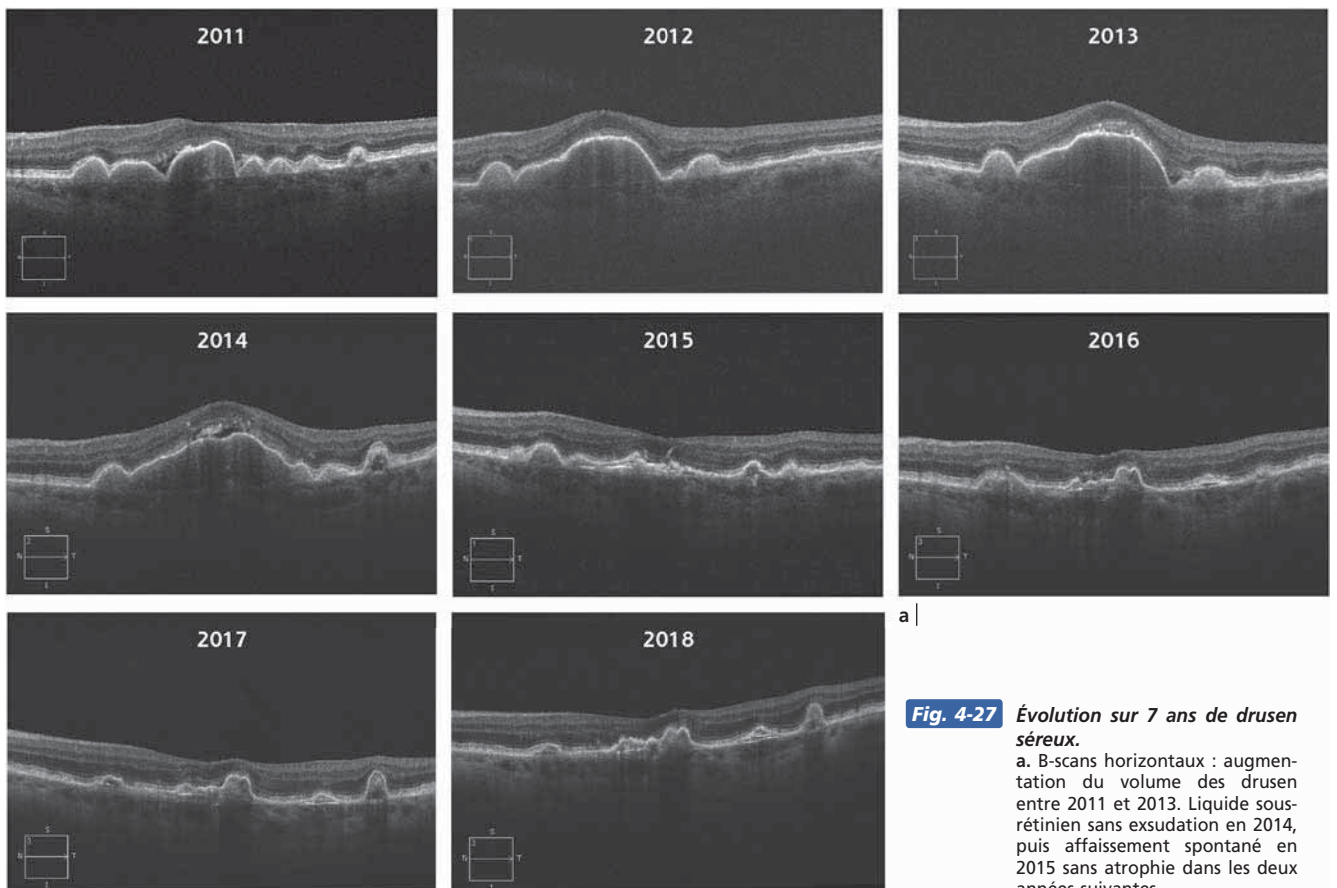 2011
2012
2013
2014
2015
2016
a
2017
2018
Fig. 4-27 Évolution sur 7 ans de drusen
séreux.
a. B-scans horizontaux : augmen-
tation du volume des drusen
entre 2011 et 2013. Liquide sous-
rétinien sans exsudation en 2014,
puis affaissement spontané en
2015 sans atrophie dans les deux
années suivantes.